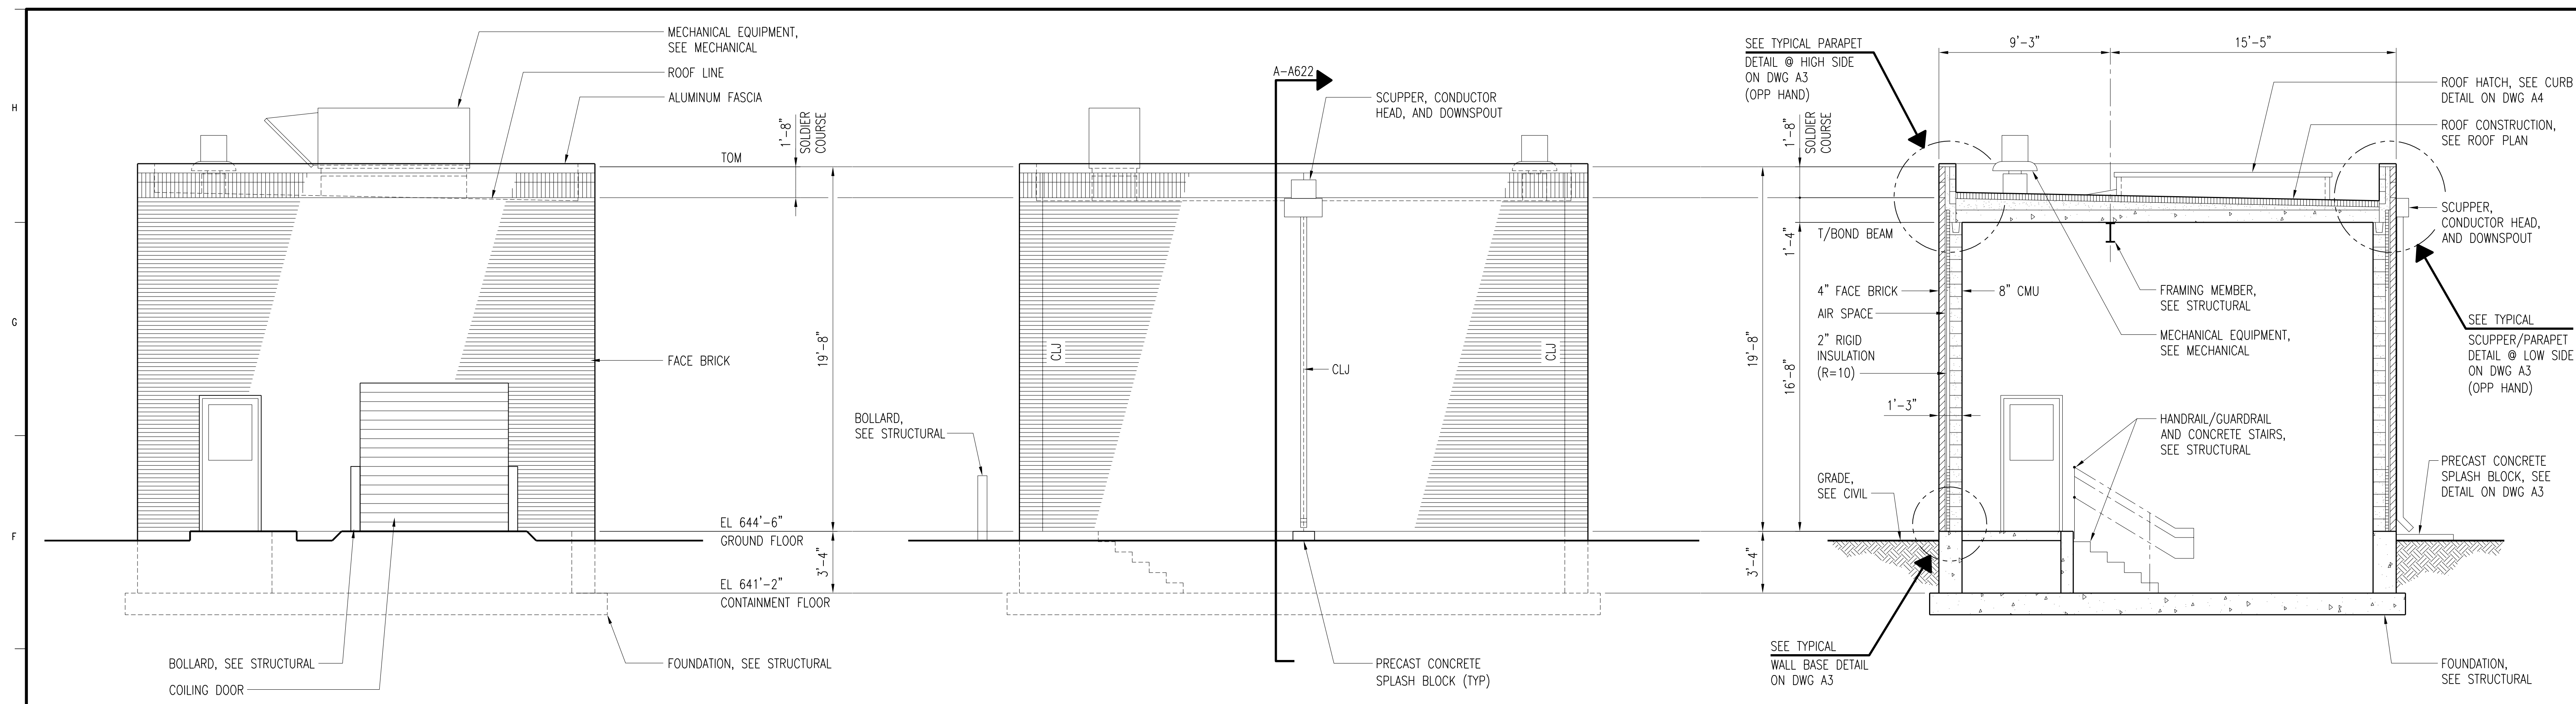 H
G
F
MECHANICAL EQUIPMENT,
SEE MECHANICAL
ROOF LINE
ALUMINUM FASCIA
1'-8"
SOLDIER
COURSE
TOM
19'-8"
FACE BRICK
EL 644'-6"
GROUND FLOOR
3'-4"
EL 641'-2"
CONTAINMENT FLOOR
BOLLARD, SEE STRUCTURAL
COILING DOOR
FOUNDATION, SEE STRUCTURAL
BOLLARD,
SEE STRUCTURAL
A-A622
SCUPPER, CONDUCTOR
HEAD, AND DOWNSPOUT
CLJ
CLJ
CLJ
PRECAST CONCRETE
SPLASH BLOCK (TYP)
SEE TYPICAL PARAPET
DETAIL @ HIGH SIDE
ON DWG A3
(OPP HAND)
9'-3"
15'-5"
1'-8"
SOLDIER
COURSE
T/BOND BEAM
1'-4"
19'-8"
16'-8"
4" FACE BRICK
8" CMU
AIR SPACE
2" RIGID
INSULATION
(R=10)
1'-3"
GRADE,
SEE CIVIL
3'-4"
SEE TYPICAL
WALL BASE DETAIL
ON DWG A3
FRAMING MEMBER,
SEE STRUCTURAL
MECHANICAL EQUIPMENT,
SEE MECHANICAL
HANDRAIL/GUARDRAIL
AND CONCRETE STAIRS,
SEE STRUCTURAL
ROOF HATCH, SEE CURB
DETAIL ON DWG A4
ROOF CONSTRUCTION,
SEE ROOF PLAN
SCUPPER,
CONDUCTOR HEAD,
AND DOWNSPOUT
SEE TYPICAL
SCUPPER/PARAPET
DETAIL @ LOW SIDE
ON DWG A3
(OPP HAND)
PRECAST CONCRETE
SPLASH BLOCK, SEE
DETAIL ON DWG A3
FOUNDATION,
SEE STRUCTURAL